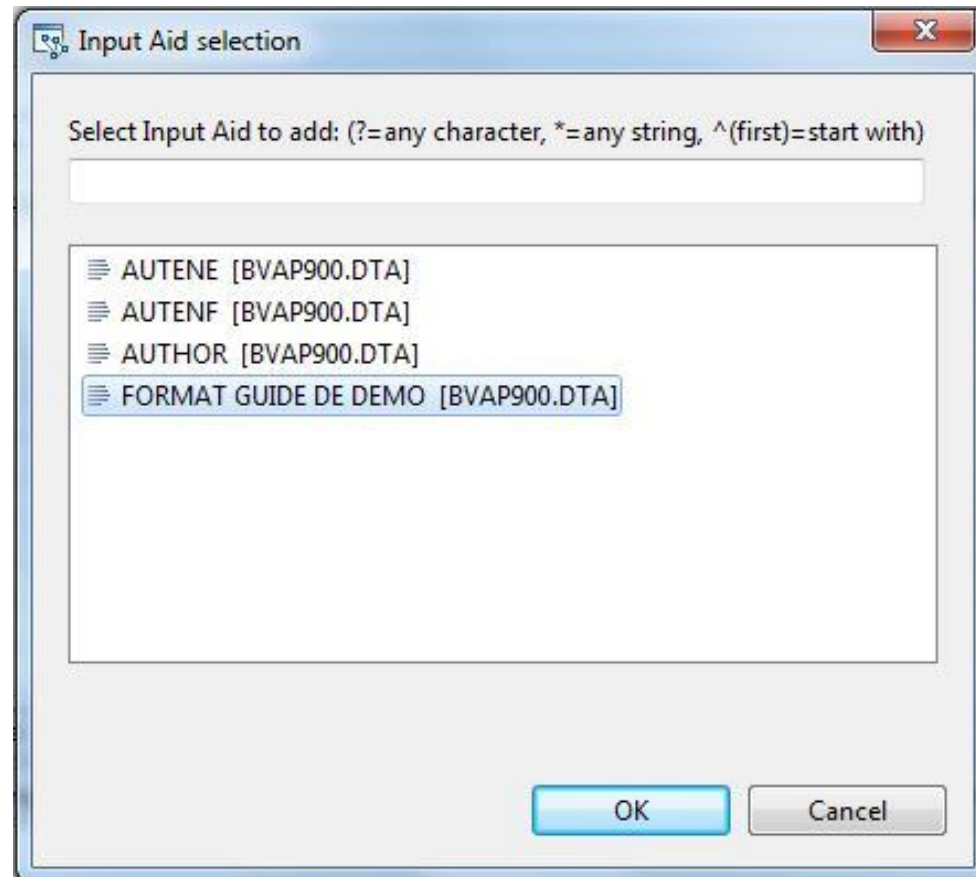 Input Aid selection
Select Input Aid to add: (?=any character, *=any string, ^(first)=start with)
AUTENE [BVAP900.DTA]
AUTENF [BVAP900.DTA]
AUTHOR [BVAP900.DTA]
FORMAT GUIDE DE DEMO [BVAP900.DTA]
OK Cancel